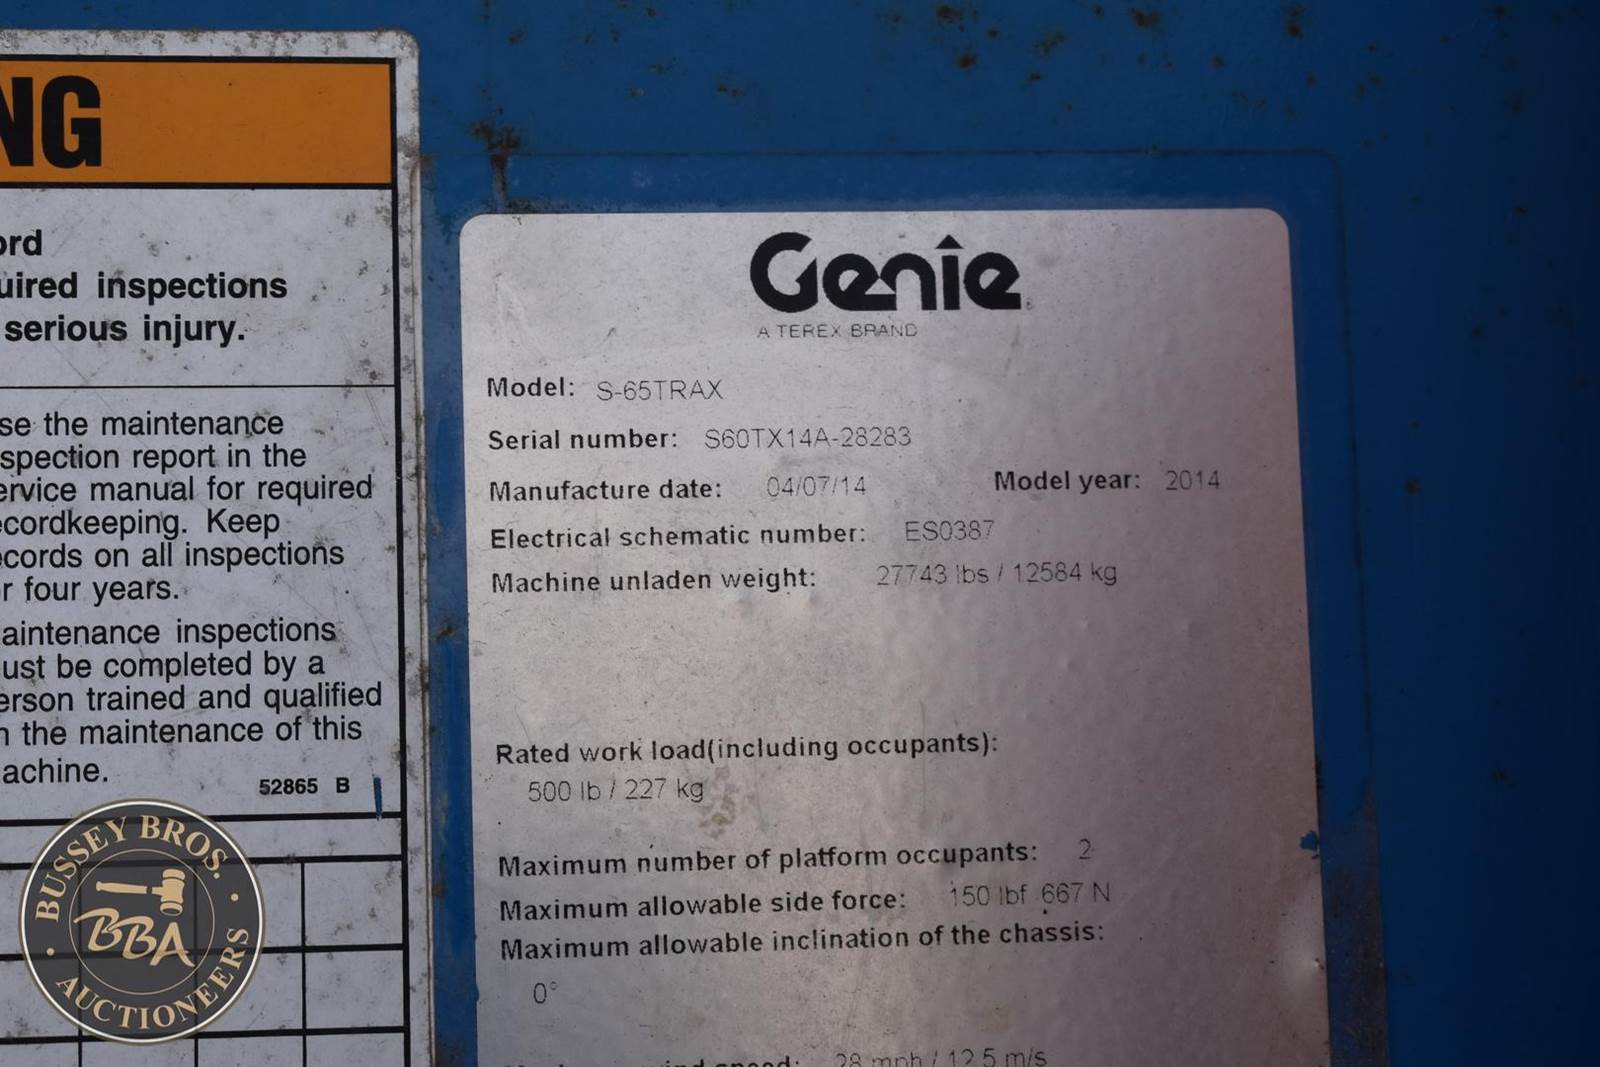 NG
ord
uired inspections
serious injury.
se the maintenance
spection report in the
ervice manual for required
ecordkeeping. Keep
ecords on all inspections
r four years.
aintenance inspections
ust be completed by a
erson trained and qualified
n the maintenance of this
achine.
52865 B
Genie
A TEREX BRAND
Model: S-65TRAX
Serial number: S60TX14A-28283
Manufacture date: 04/07/14 Model year: 2014
Electrical schematic number: ES0387
Machine unladen weight: 27743 lbs / 12584 kg
Rated work load(including occupants):
500 lb / 227 kg
Maximum number of platform occupants: 2
Maximum allowable side force: 150 lbf 667 N
Maximum allowable inclination of the chassis:
0°
wind speed: 28 mph / 12.5 m/s
BUSSEY BROS.
BBA
AUCTIONEERS